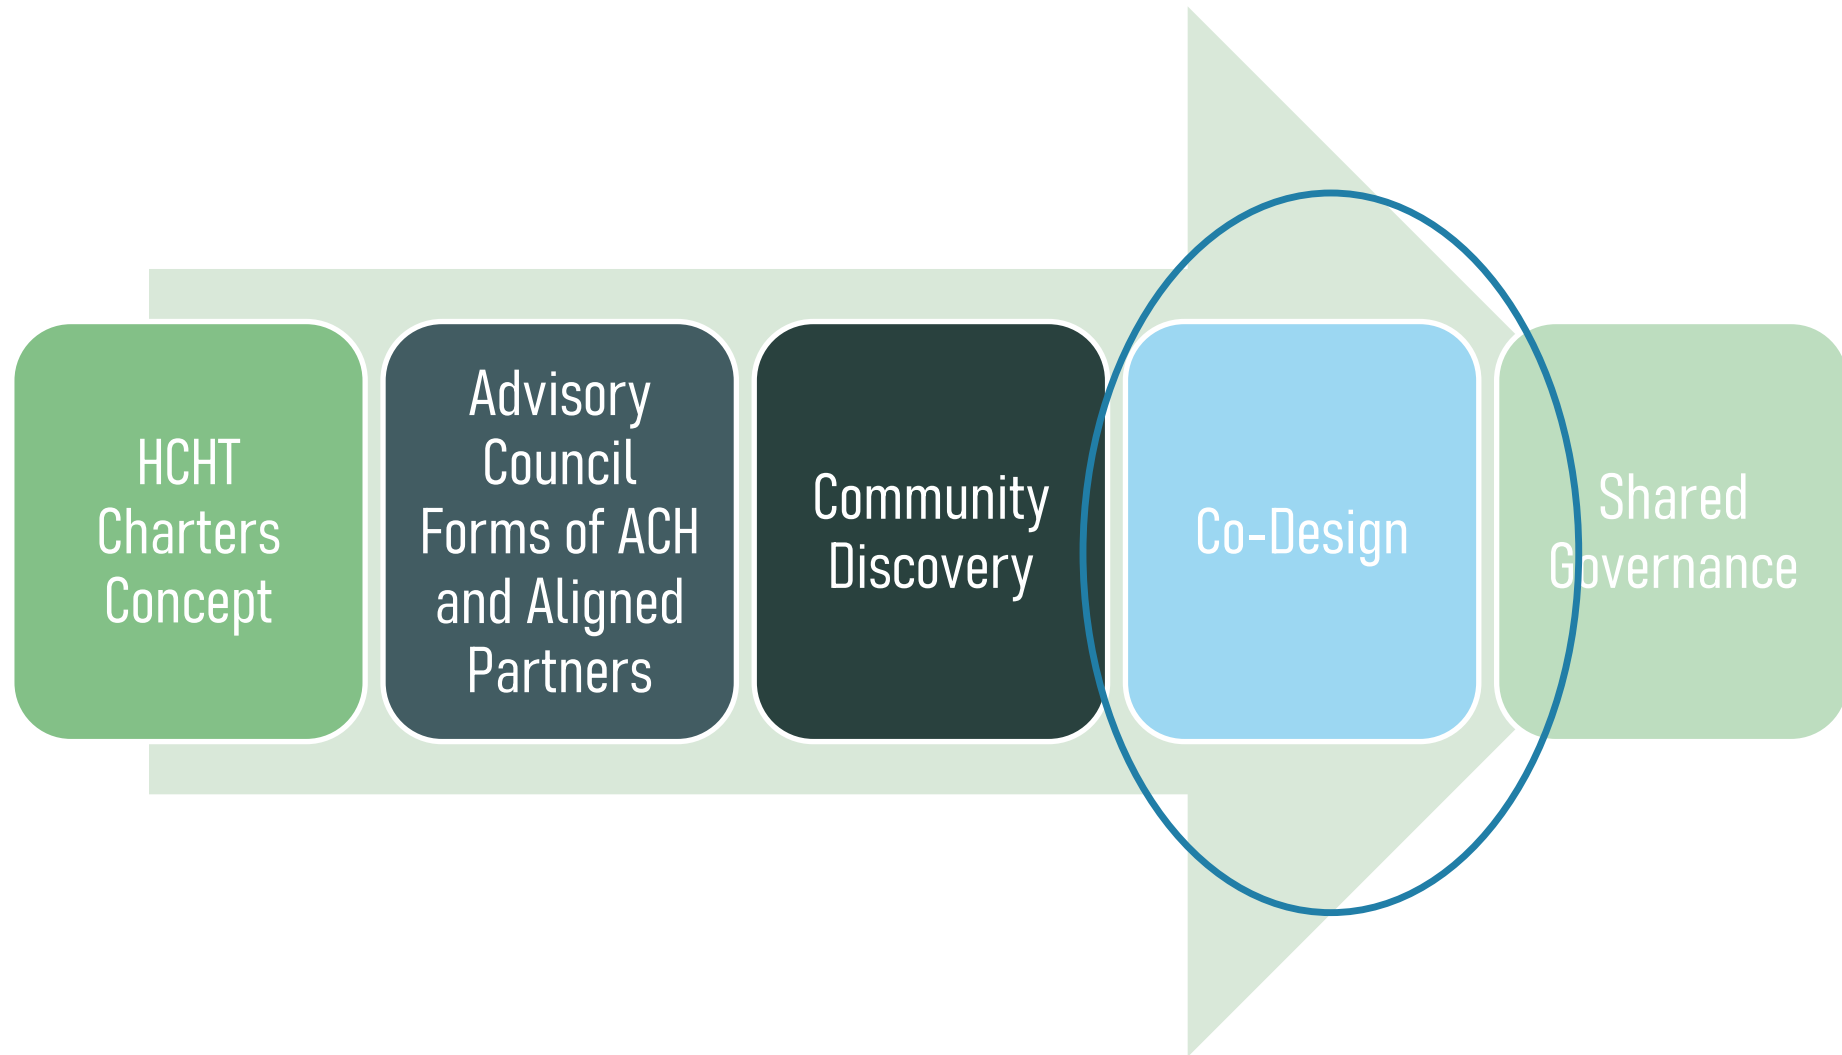 HCHT
Charters
Concept
Advisory
Council
Forms of ACH
and Aligned
Partners
Community
Discovery
Co-Design
Shared
Governance